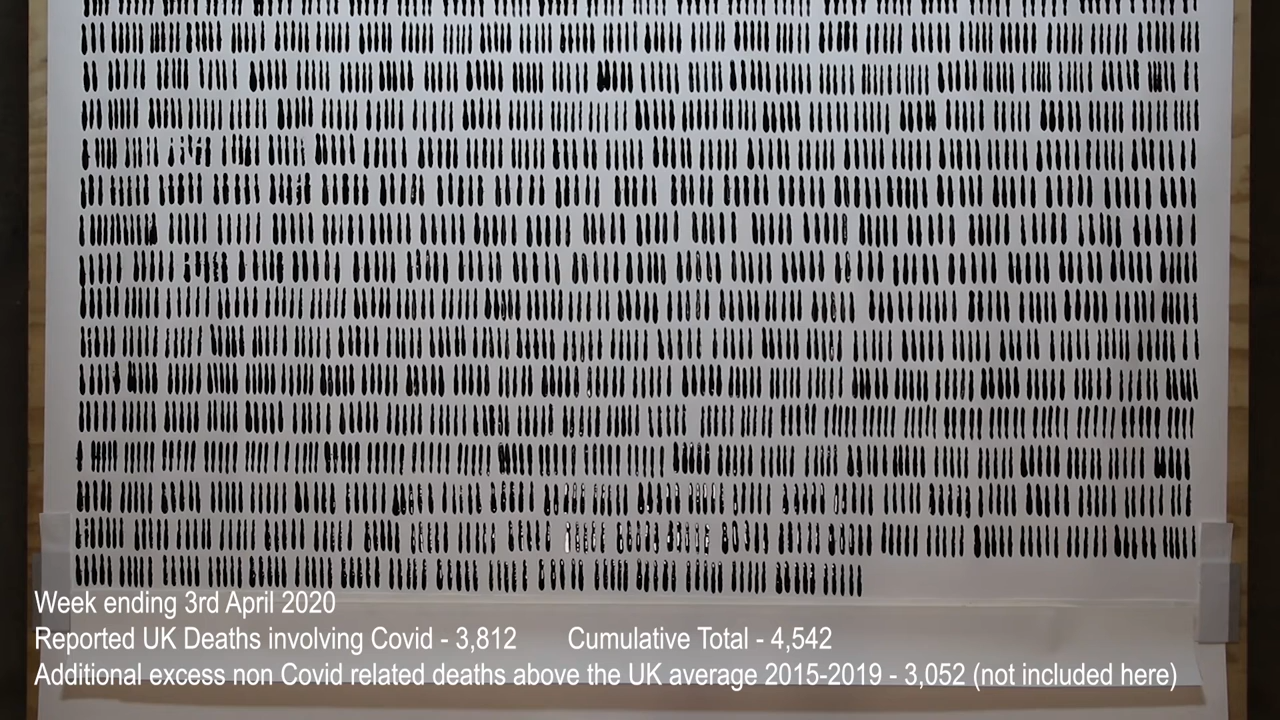 Week ending 3rd April 2020
Reported UK Deaths involving Covid - 3,812 Cumulative Total - 4,542
Additional excess non Covid related deaths above the UK average 2015-2019 - 3,052 (not included here)